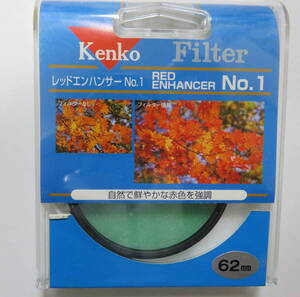 Kenko Filter
レッドエンハンサー No.1 RED ENHANCER No.1
フィルターなし フィルター使用
自然で鮮やかな赤色を強調
62mm